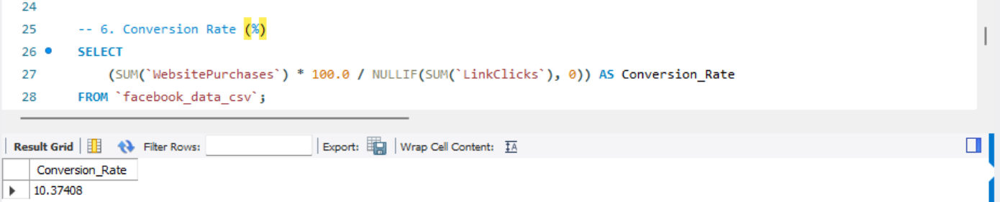 24
25 -- 6. Conversion Rate (%)
26 SELECT
27 (SUM(`WebsitePurchases`) * 100.0 / NULLIF(SUM(`LinkClicks`), 0)) AS Conversion_Rate
28 FROM `facebook_data_csv`;
Result Grid Filter Rows: Export: Wrap Cell Content: IA
Conversion_Rate
10.37408